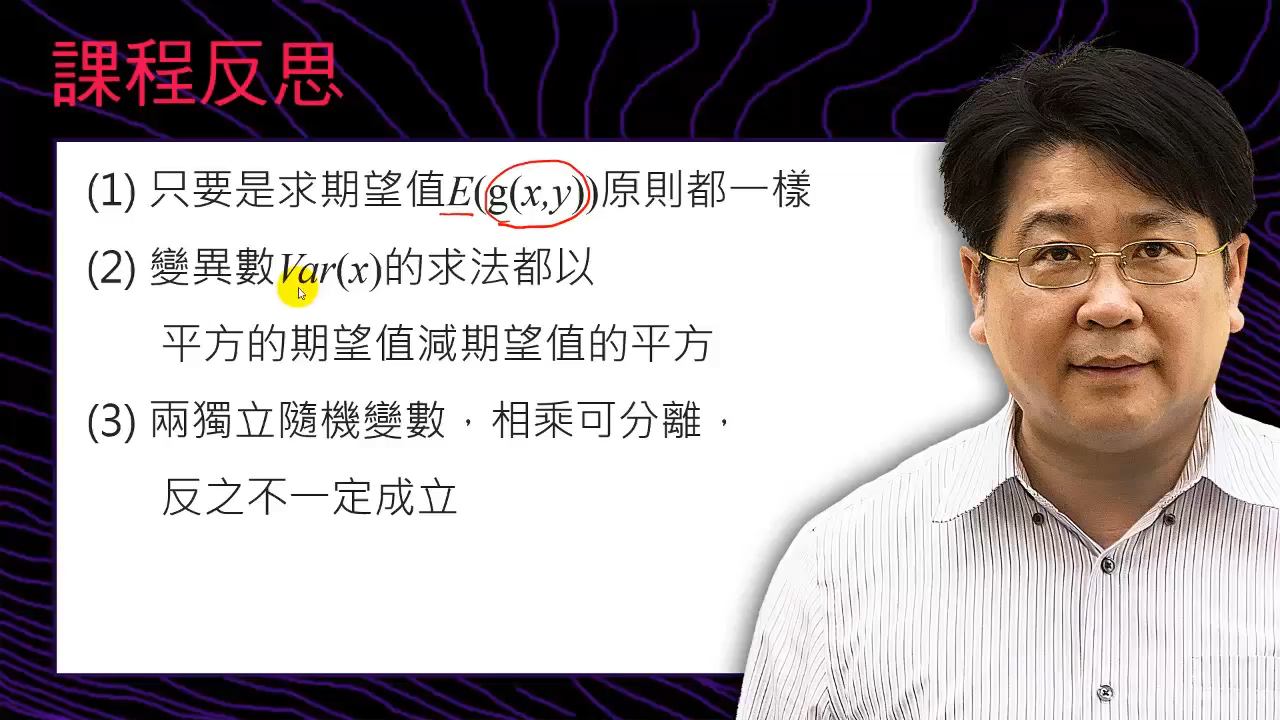 課程反思
(1) 只要是求期望值E(g(x,y))原則都一樣
(2) 變異數Var(x)的求法都以
平方的期望值減期望值的平方
(3) 兩獨立隨機變數，相乘可分離，
反之不一定成立